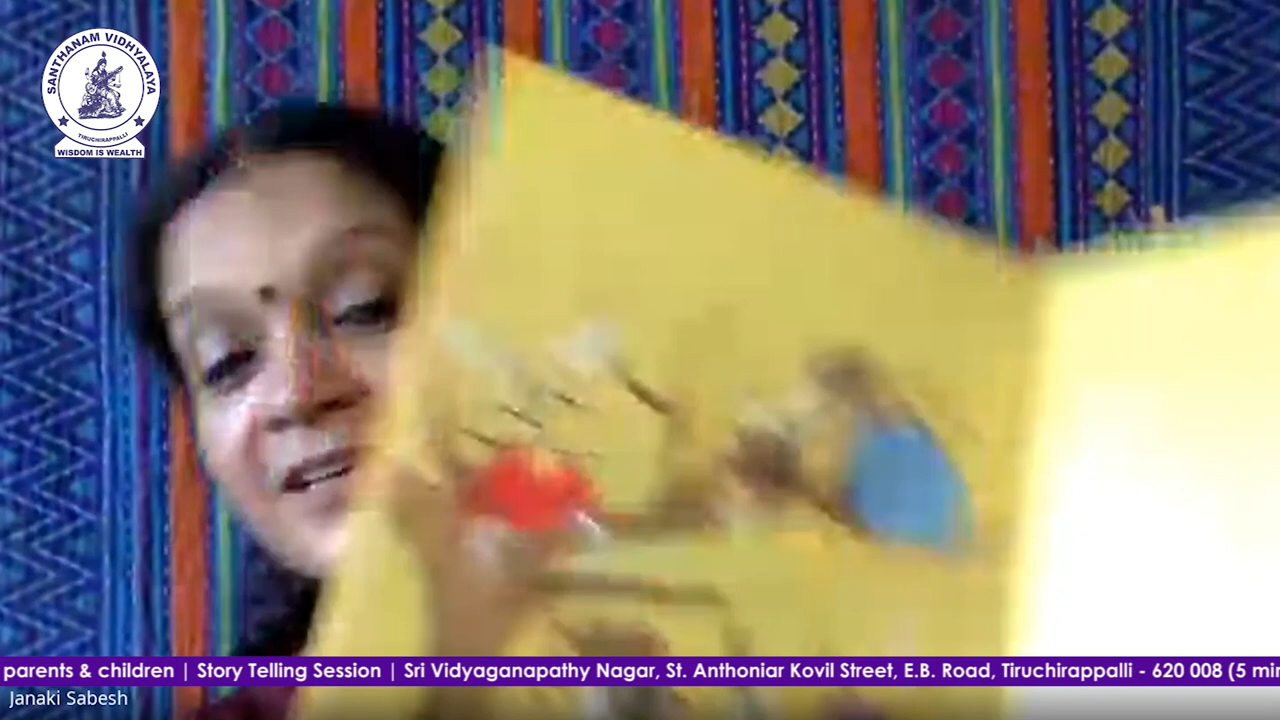 SANTHANAM VIDHYALAYA
TIRUCHIRAPPALLI
WISDOM IS WEALTH
parents & children | Story Telling Session | Sri Vidyaganapathy Nagar, St. Anthoniar Kovil Street, E.B. Road, Tiruchirappalli - 620 008 (5 min
Janaki Sabesh